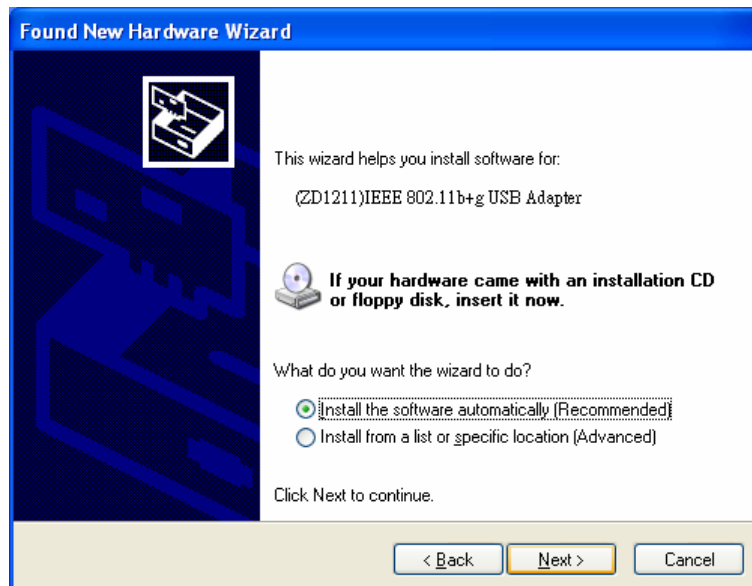 Found New Hardware Wizard
This wizard helps you install software for:
(ZD1211)IEEE 802.11b+g USB Adapter
If your hardware came with an installation CD
or floppy disk, insert it now.
What do you want the wizard to do?
Install the software automatically (Recommended)
Install from a list or specific location (Advanced)
Click Next to continue.
< Back
Next >
Cancel